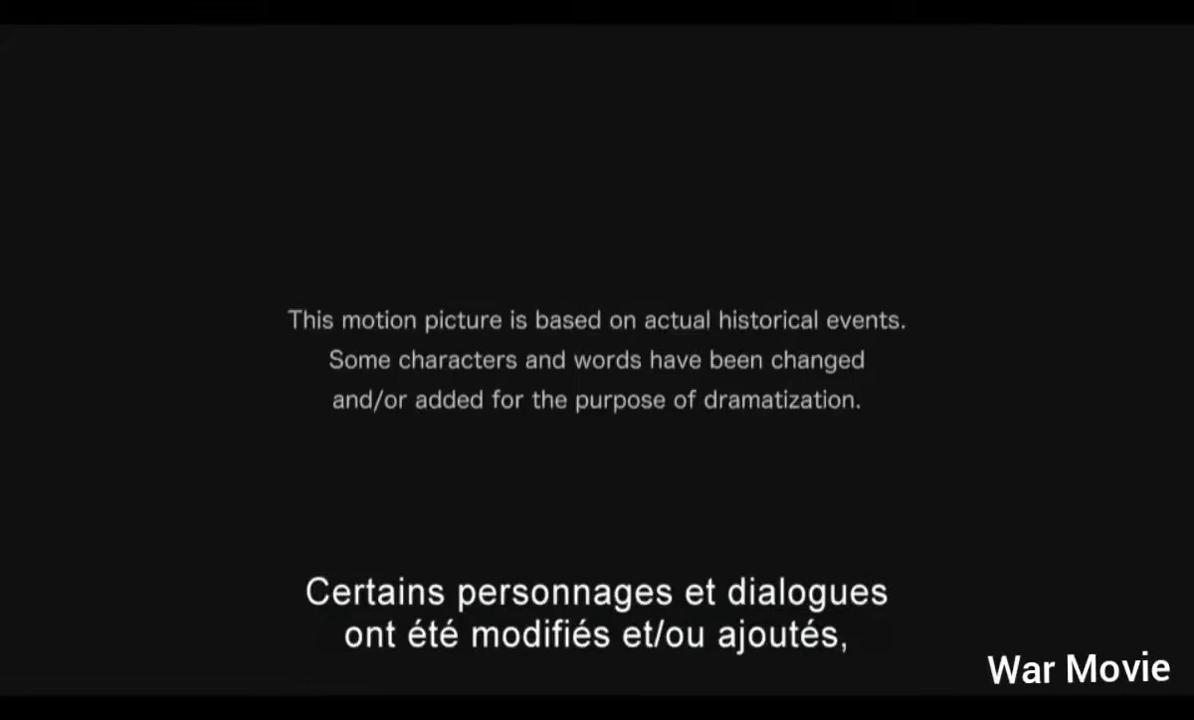 This motion picture is based on actual historical events.
Some characters and words have been changed
and/or added for the purpose of dramatization.
Certains personnages et dialogues
ont été modifiés et/ou ajoutés,
War Movie